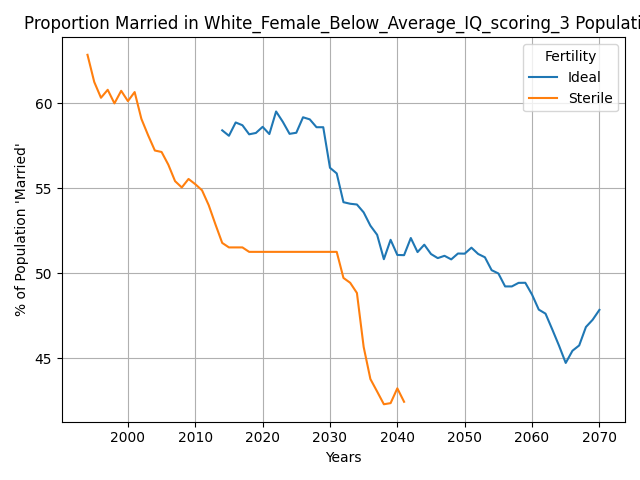 Proportion Married in White_Female_Below_Average_IQ_scoring_3 Populati
Fertility
Ideal
Sterile
% of Population 'Married'
60
55
50
45
2000 2010 2020 2030 2040 2050 2060 2070
Years